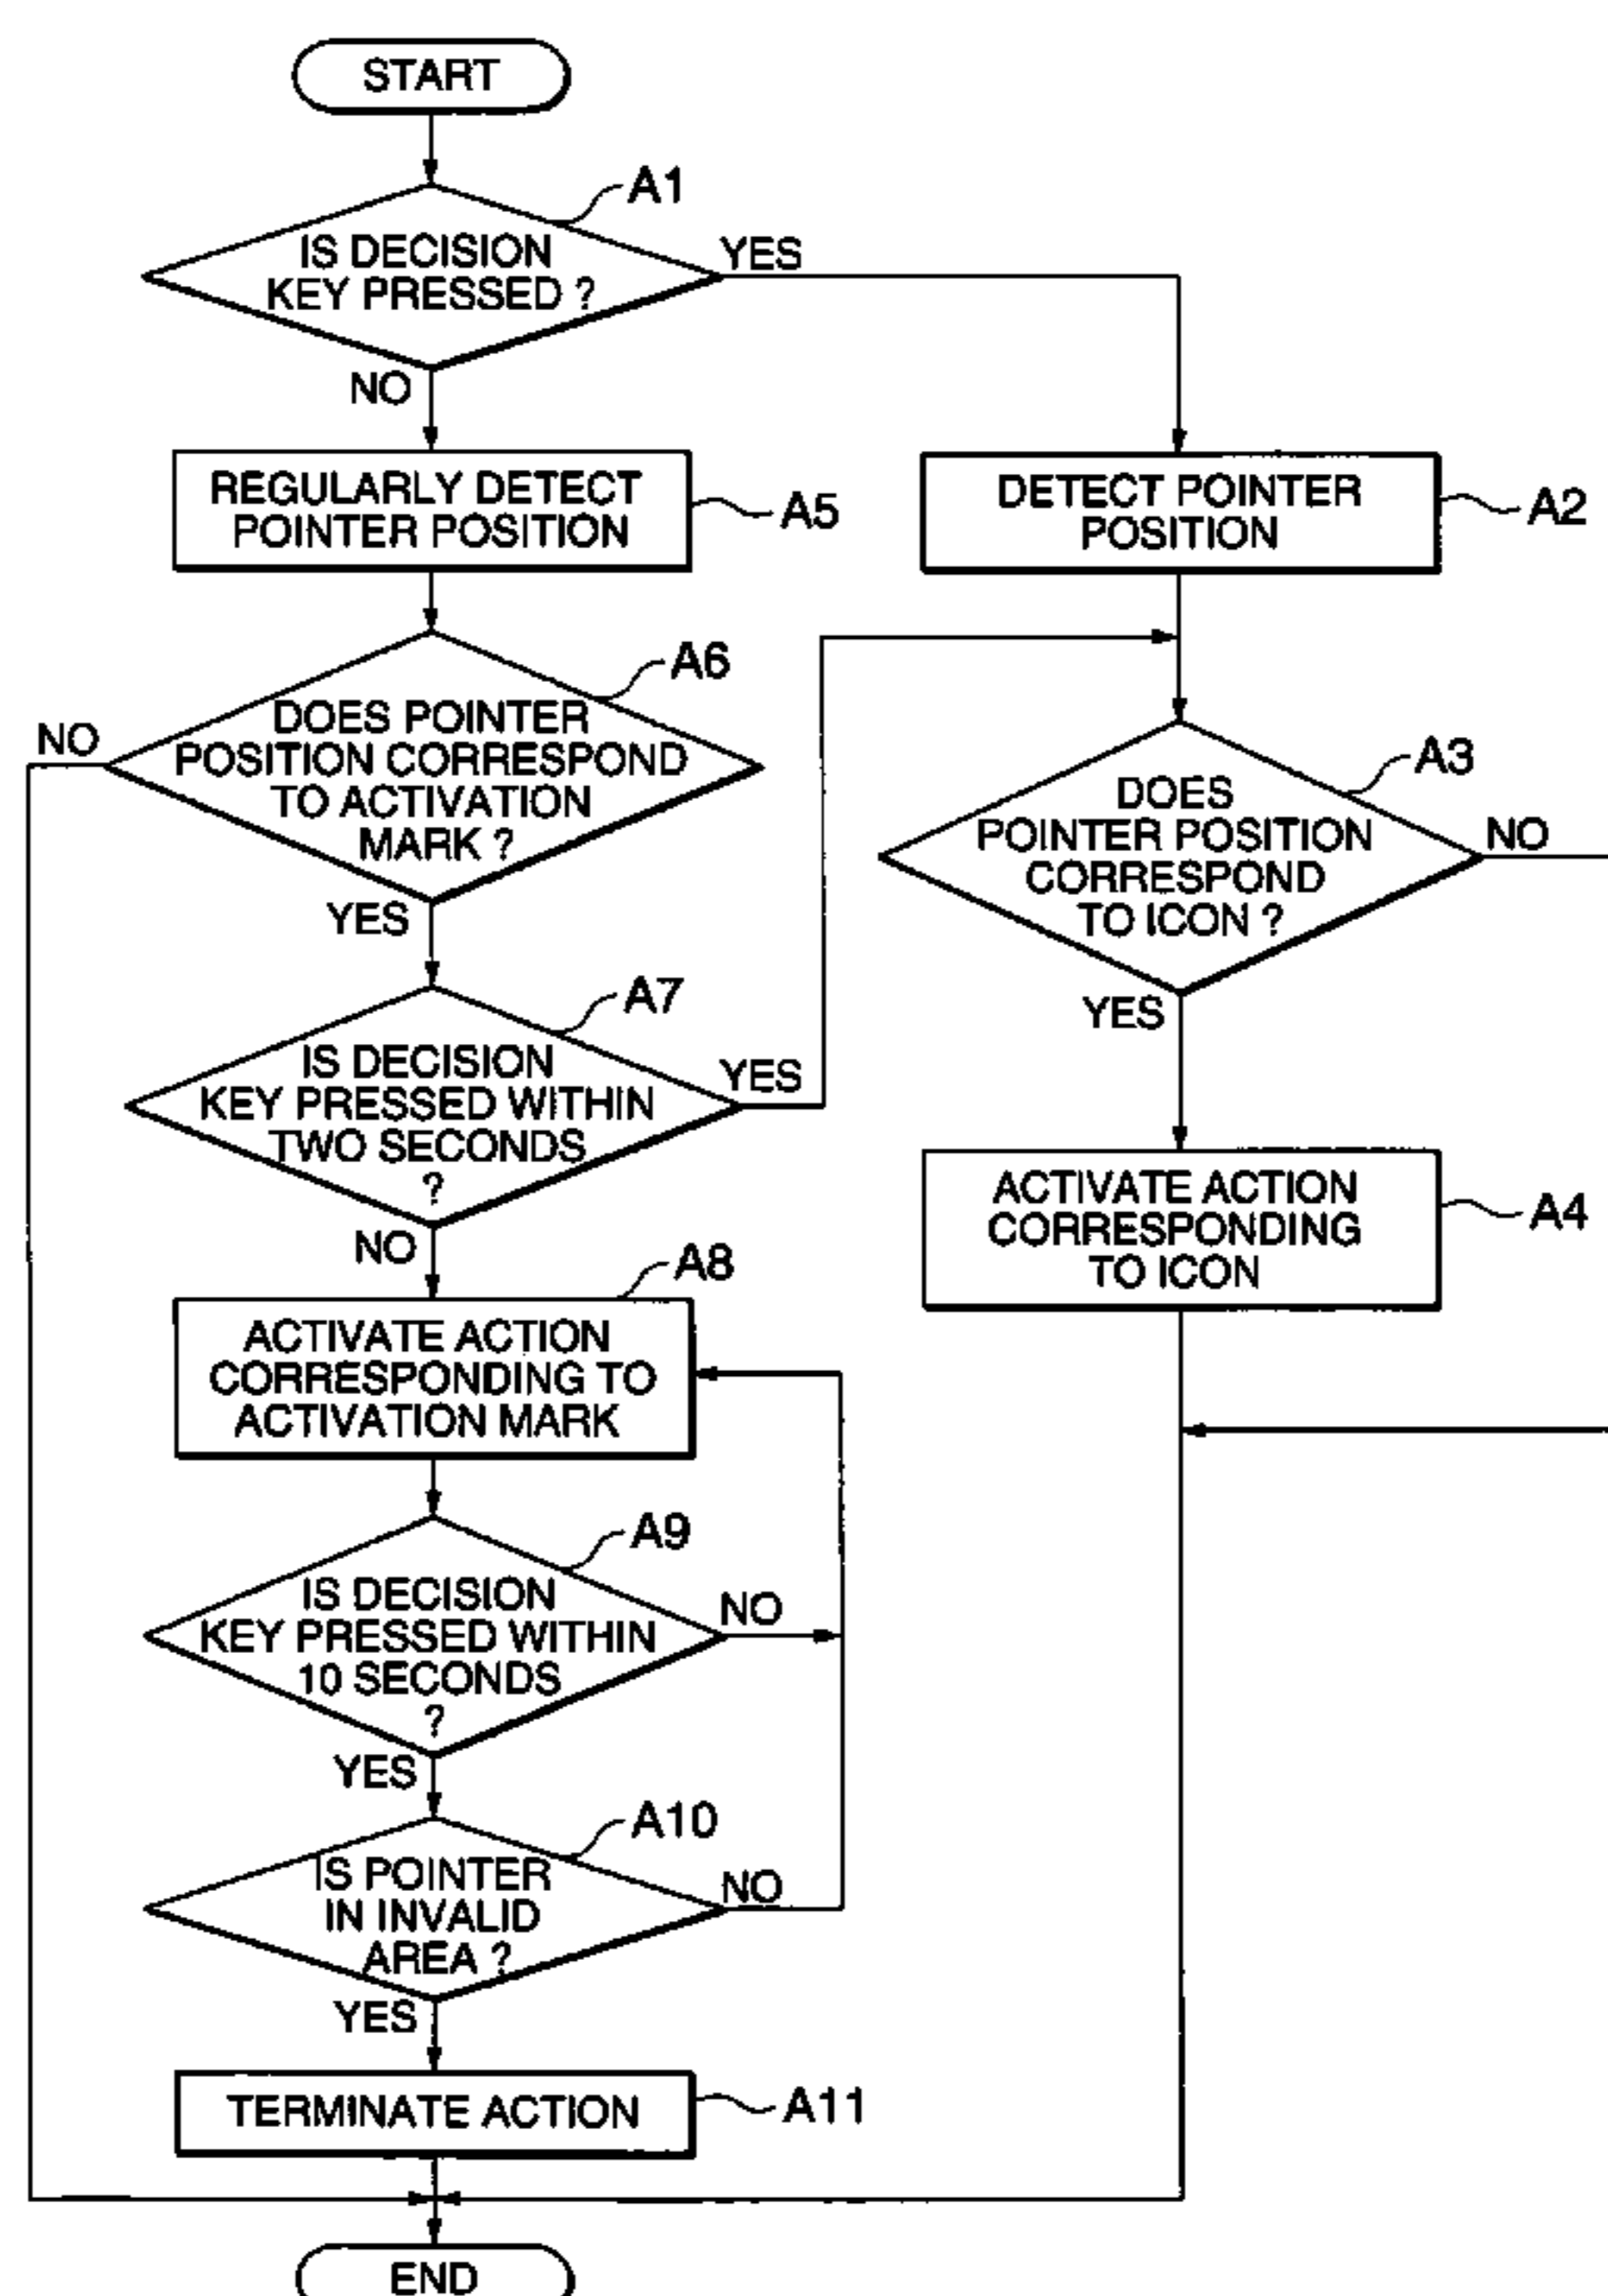 START
A1
IS DECISION
KEY PRESSED ?
YES
NO
REGULARLY DETECT
POINTER POSITION
A5
DETECT POINTER
POSITION
A2
A6
DOES POINTER
POSITION CORRESPOND
TO ACTIVATION
MARK ?
NO
YES
A3
DOES
POINTER POSITION
CORRESPOND
TO ICON ?
NO
YES
A7
IS DECISION
KEY PRESSED WITHIN
TWO SECONDS
?
YES
NO
ACTIVATE ACTION
CORRESPONDING
TO ICON
A4
A8
ACTIVATE ACTION
CORRESPONDING TO
ACTIVATION MARK
A9
IS DECISION
KEY PRESSED WITHIN
10 SECONDS
?
NO
YES
A10
IS POINTER
IN INVALID
AREA ?
NO
YES
TERMINATE ACTION
A11
END